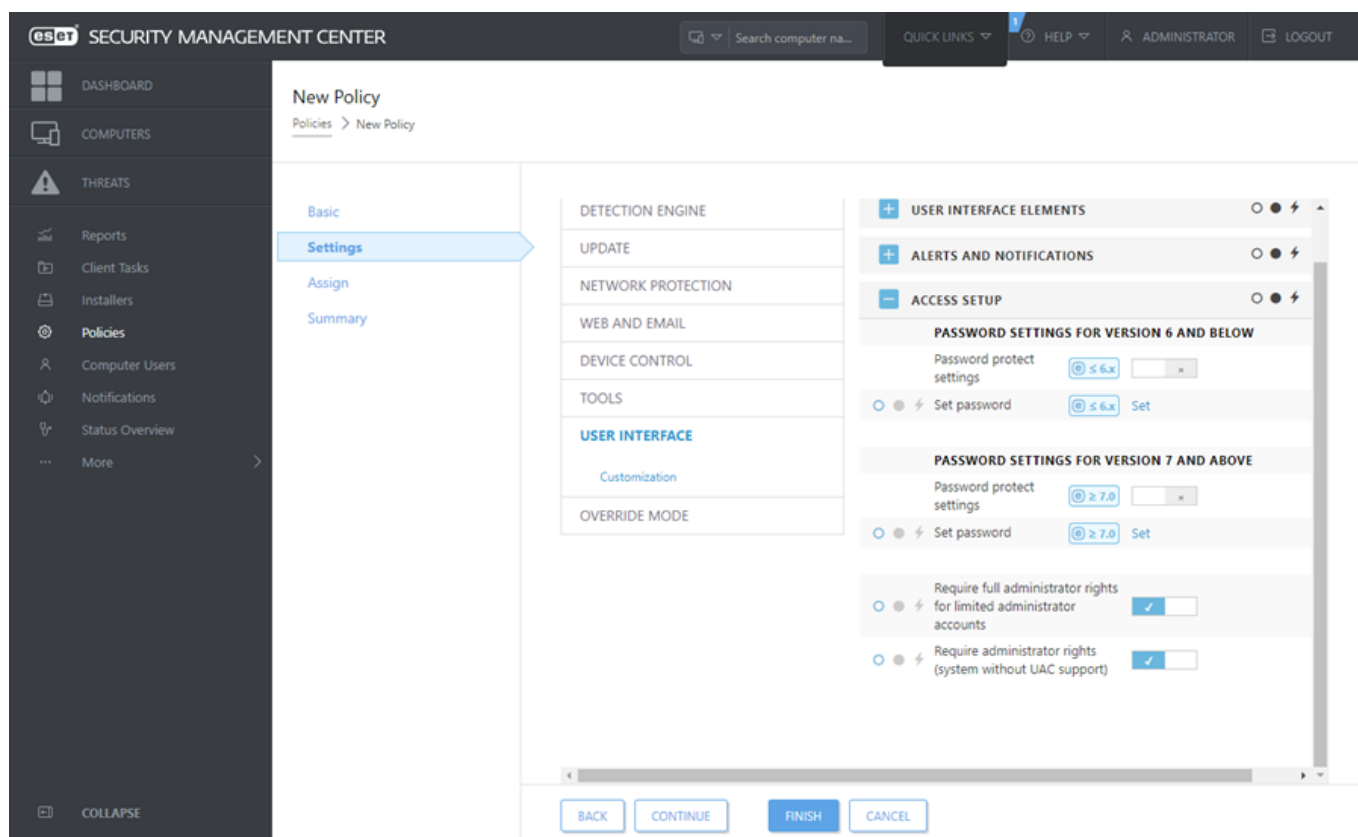 eset SECURITY MANAGEMENT CENTER
Search computer na...
QUICK LINKS
1
HELP
ADMINISTRATOR
LOGOUT
DASHBOARD
COMPUTERS
THREATS
Reports
Client Tasks
Installers
Policies
Computer Users
Notifications
Status Overview
... More
COLLAPSE
New Policy
Policies > New Policy
Basic
Settings
Assign
Summary
DETECTION ENGINE
UPDATE
NETWORK PROTECTION
WEB AND EMAIL
DEVICE CONTROL
TOOLS
USER INTERFACE
Customization
OVERRIDE MODE
USER INTERFACE ELEMENTS
ALERTS AND NOTIFICATIONS
ACCESS SETUP
PASSWORD SETTINGS FOR VERSION 6 AND BELOW
Password protect
settings
e ≤ 6.x
Set password
e ≤ 6.x
Set
PASSWORD SETTINGS FOR VERSION 7 AND ABOVE
Password protect
settings
e ≥ 7.0
Set password
e ≥ 7.0
Set
Require full administrator rights
for limited administrator
accounts
Require administrator rights
(system without UAC support)
BACK
CONTINUE
FINISH
CANCEL